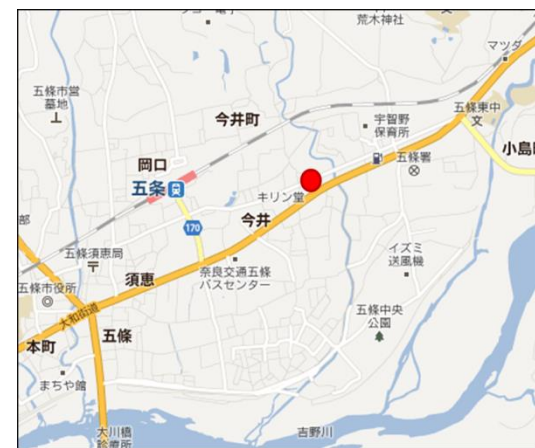 荒木神社
文
マツダ
五條市営
墓地
今井町
宇智野
保育所
五條東中
文
岡口
小島町
五条
五條署
キリン堂
170
今井
五條須恵局
須恵
奈良交通五條
バスセンター
イズミ
送風機
五條市役所
大和街道
五條中央
公園
五條
本町
まちや館
大川橋
診療所
吉野川